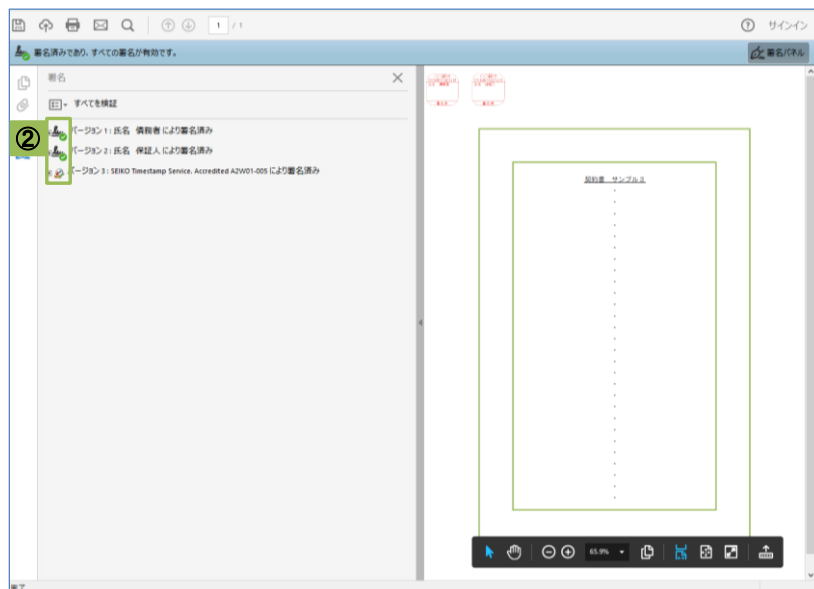 1 / 1
サインイン
署名済みであり、すべての署名が有効です。
署名パネル
署名
すべてを検証
②
バージョン 1 : 氏名 債務者 により署名済み
バージョン 2 : 氏名 保証人 により署名済み
バージョン 3 : SEIKO Timestamp Service. Accredited A2W01-005 により署名済み
契約書 サンプル3
65.9%
完了